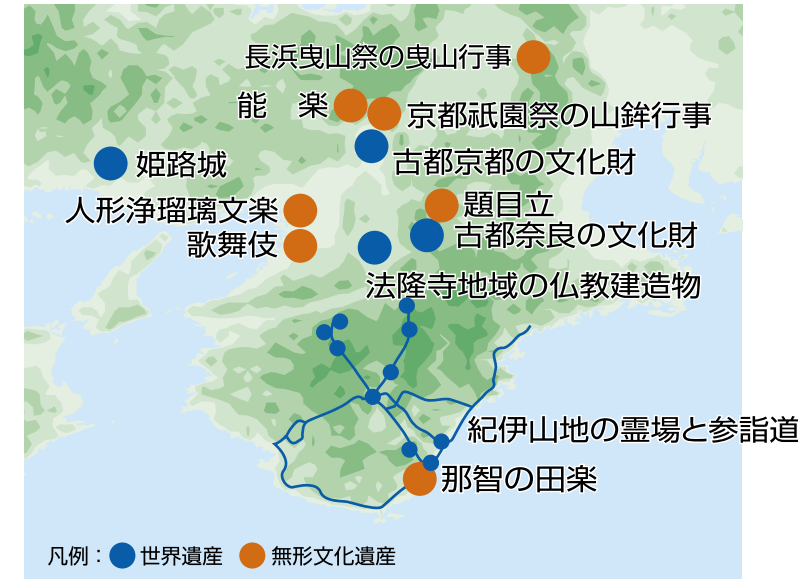 長浜曳山祭の曳山行事
能　楽
京都祇園祭の山鉾行事
古都京都の文化財
姫路城
人形浄瑠璃文楽
題目立
歌舞伎
古都奈良の文化財
法隆寺地域の仏教建造物
紀伊山地の霊場と参詣道
那智の田楽
凡例：世界遺産 無形文化遺産